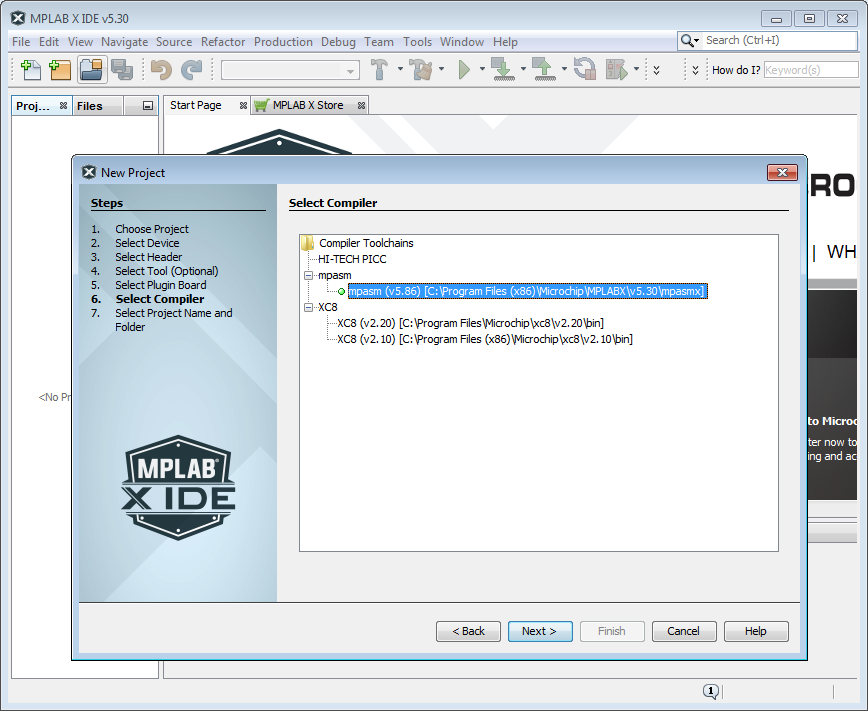 MPLAB X IDE v5.30
File Edit View Navigate Source Refactor Production Debug Team Tools Window Help
Search (Ctrl+I)
How do I? Keyword(s)
Proj... Files
Start Page MPLAB X Store
New Project
Steps
1. Choose Project
2. Select Device
3. Select Header
4. Select Tool (Optional)
5. Select Plugin Board
6. Select Compiler
7. Select Project Name and
Folder
MPLAB®
X IDE
Select Compiler
Compiler Toolchains
HI-TECH PICC
mpasm
mpasm (v5.86) [C:\Program Files (x86)\Microchip\MPLABX\v5.30\mpasmx]
XC8
XC8 (v2.20) [C:\Program Files\Microchip\xc8\v2.20\bin]
XC8 (v2.10) [C:\Program Files (x86)\Microchip\xc8\v2.10\bin]
< Back Next > Finish Cancel Help
<No Pr
RO
| WH
to Microc
ter now to
ing and ac
1